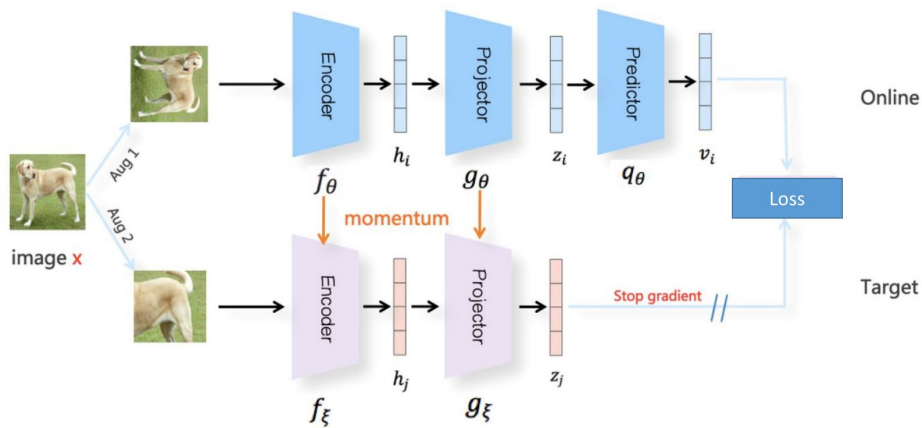 Aug 1
Encoder
Projector
Predictor
Online
h_i
z_i
v_i
f_θ
g_θ
q_θ
Loss
momentum
image x
Aug 2
Encoder
Projector
Stop gradient
Target
h_j
z_j
f_ξ
g_ξ